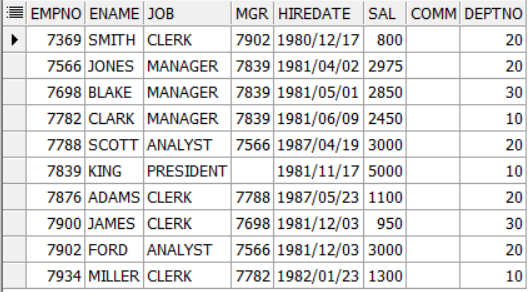 EMPNO ENAME JOB MGR HIREDATE SAL COMM DEPTNO
7369 SMITH CLERK 7902 1980/12/17 800 20
7566 JONES MANAGER 7839 1981/04/02 2975 20
7698 BLAKE MANAGER 7839 1981/05/01 2850 30
7782 CLARK MANAGER 7839 1981/06/09 2450 10
7788 SCOTT ANALYST 7566 1987/04/19 3000 20
7839 KING PRESIDENT 1981/11/17 5000 10
7876 ADAMS CLERK 7788 1987/05/23 1100 20
7900 JAMES CLERK 7698 1981/12/03 950 30
7902 FORD ANALYST 7566 1981/12/03 3000 20
7934 MILLER CLERK 7782 1982/01/23 1300 10